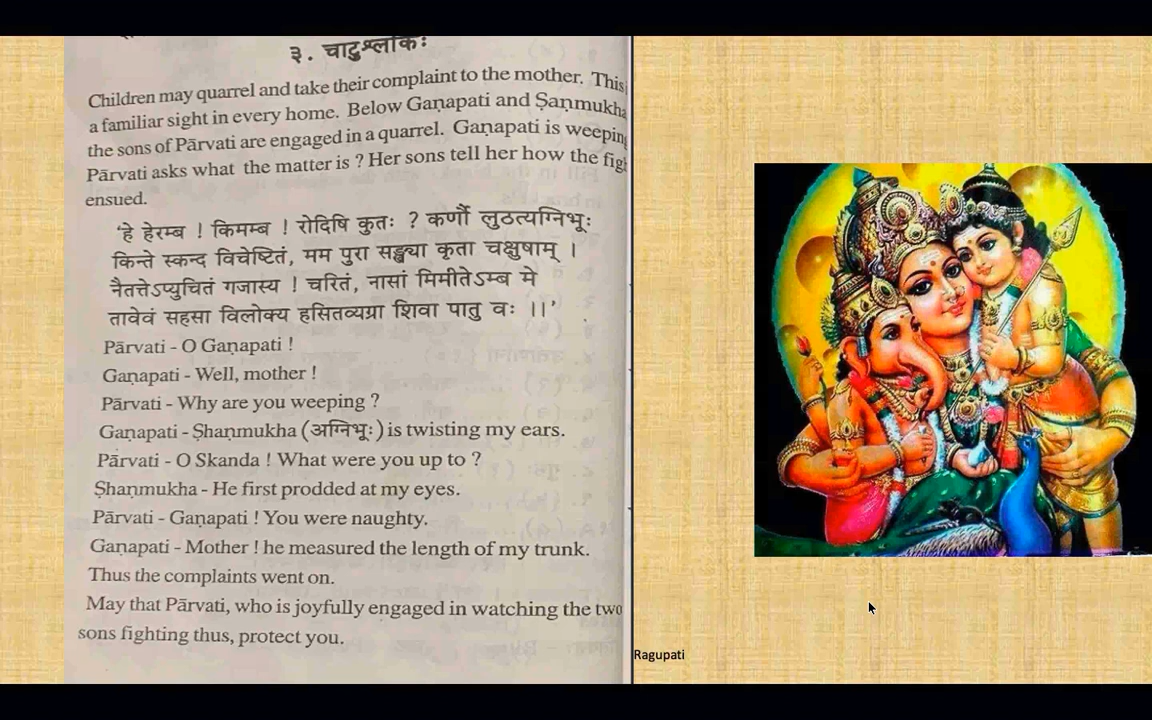 ३. चाटुश्लोकः
Children may quarrel and take their complaint to the mother. This
a familiar sight in every home. Below Gaṇapati and Ṣaṇmukha
the sons of Pārvati are engaged in a quarrel. Gaṇapati is weeping
Pārvati asks what the matter is ? Her sons tell her how the figh
ensued.
‘हे हेरम्ब ! किमम्ब ! रोदिषि कुतः ? कर्णौ लुठत्यग्निभूः
किन्ते स्कन्द विचेष्टितं, मम पुरा सङ्ख्या कृता चक्षुषाम् ।
नैतत्तेऽप्युचितं गजास्य ! चरितं, नासां मिमीतेऽम्ब मे
तावेवं सहसा विलोक्य हसितव्यग्रा शिवा पातु वः ।।’
Pārvati - O Gaṇapati !
Gaṇapati - Well, mother !
Pārvati - Why are you weeping ?
Gaṇapati - Ṣhaṇmukha (अग्निभूः) is twisting my ears.
Pārvati - O Skanda ! What were you up to ?
Ṣhaṇmukha - He first prodded at my eyes.
Pārvati - Gaṇapati ! You were naughty.
Gaṇapati - Mother ! he measured the length of my trunk.
Thus the complaints went on.
May that Pārvati, who is joyfully engaged in watching the two
sons fighting thus, protect you.
Ragupati